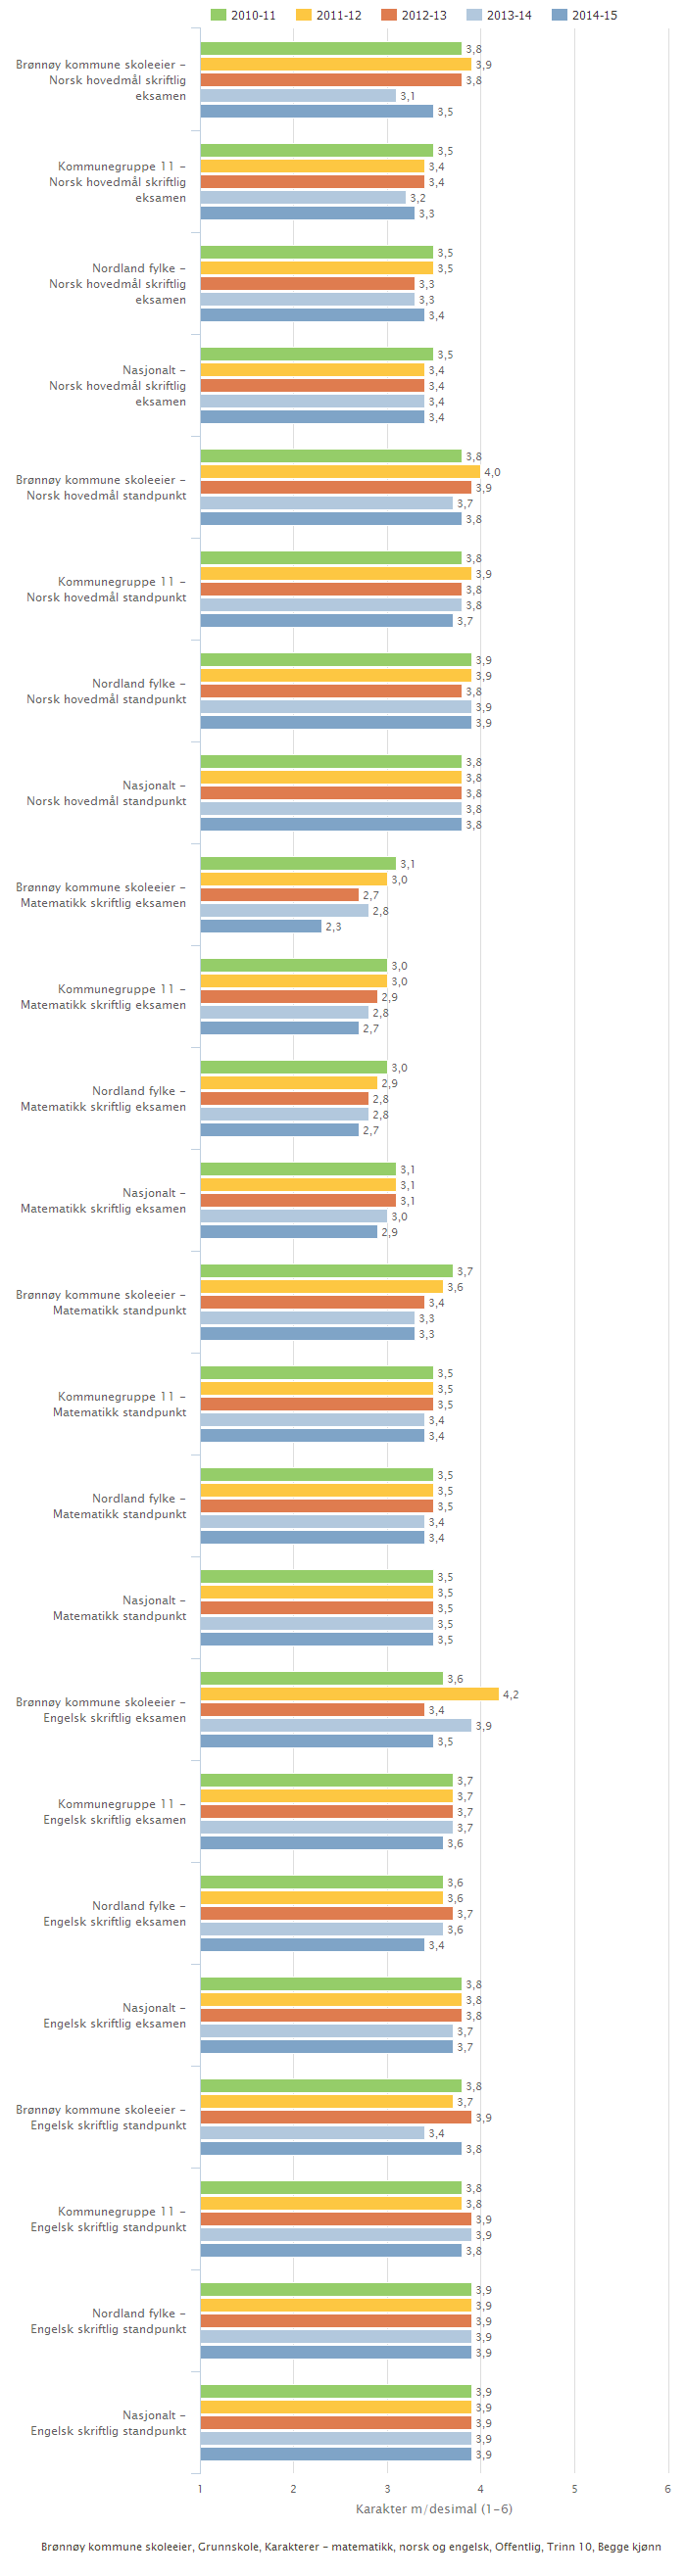 2010-11 2011-12 2012-13 2013-14 2014-15
Brønnøy kommune skoleeier -
Norsk hovedmål skriftlig
eksamen
3,8
3,9
3,8
3,1
3,5
Kommunegruppe 11 -
Norsk hovedmål skriftlig
eksamen
3,5
3,4
3,4
3,2
3,3
Nordland fylke -
Norsk hovedmål skriftlig
eksamen
3,5
3,5
3,3
3,3
3,4
Nasjonalt -
Norsk hovedmål skriftlig
eksamen
3,5
3,4
3,4
3,4
3,4
Brønnøy kommune skoleeier -
Norsk hovedmål standpunkt
3,8
4,0
3,9
3,7
3,8
Kommunegruppe 11 -
Norsk hovedmål standpunkt
3,8
3,9
3,8
3,8
3,7
Nordland fylke -
Norsk hovedmål standpunkt
3,9
3,9
3,8
3,9
3,9
Nasjonalt -
Norsk hovedmål standpunkt
3,8
3,8
3,8
3,8
3,8
Brønnøy kommune skoleeier -
Matematikk skriftlig eksamen
3,1
3,0
2,7
2,8
2,3
Kommunegruppe 11 -
Matematikk skriftlig eksamen
3,0
3,0
2,9
2,8
2,7
Nordland fylke -
Matematikk skriftlig eksamen
3,0
2,9
2,8
2,8
2,7
Nasjonalt -
Matematikk skriftlig eksamen
3,1
3,1
3,1
3,0
2,9
Brønnøy kommune skoleeier -
Matematikk standpunkt
3,7
3,6
3,4
3,3
3,3
Kommunegruppe 11 -
Matematikk standpunkt
3,5
3,5
3,5
3,4
3,4
Nordland fylke -
Matematikk standpunkt
3,5
3,5
3,5
3,4
3,4
Nasjonalt -
Matematikk standpunkt
3,5
3,5
3,5
3,5
3,5
Brønnøy kommune skoleeier -
Engelsk skriftlig eksamen
3,6
4,2
3,4
3,9
3,5
Kommunegruppe 11 -
Engelsk skriftlig eksamen
3,7
3,7
3,7
3,7
3,6
Nordland fylke -
Engelsk skriftlig eksamen
3,6
3,6
3,7
3,6
3,4
Nasjonalt -
Engelsk skriftlig eksamen
3,8
3,8
3,8
3,7
3,7
Brønnøy kommune skoleeier -
Engelsk skriftlig standpunkt
3,8
3,7
3,9
3,4
3,8
Kommunegruppe 11 -
Engelsk skriftlig standpunkt
3,8
3,8
3,9
3,9
3,8
Nordland fylke -
Engelsk skriftlig standpunkt
3,9
3,9
3,9
3,9
3,9
Nasjonalt -
Engelsk skriftlig standpunkt
3,9
3,9
3,9
3,9
3,9
1 2 3 4 5 6
Karakter m/desimal (1-6)
Brønnøy kommune skoleeier, Grunnskole, Karakterer - matematikk, norsk og engelsk, Offentlig, Trinn 10, Begge kjønn